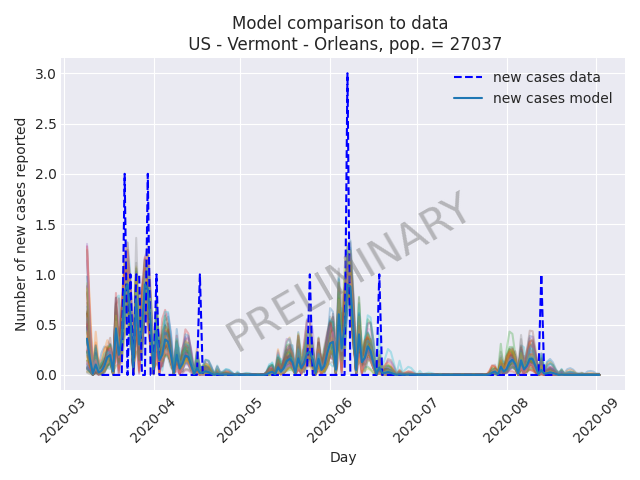 Model comparison to data
US - Vermont - Orleans, pop. = 27037
3.0
2.5
2.0
1.5
1.0
0.5
0.0
Number of new cases reported
new cases data
new cases model
PRELIMINARY
2020-03
2020-04
2020-05
2020-06
2020-07
2020-08
2020-09
Day